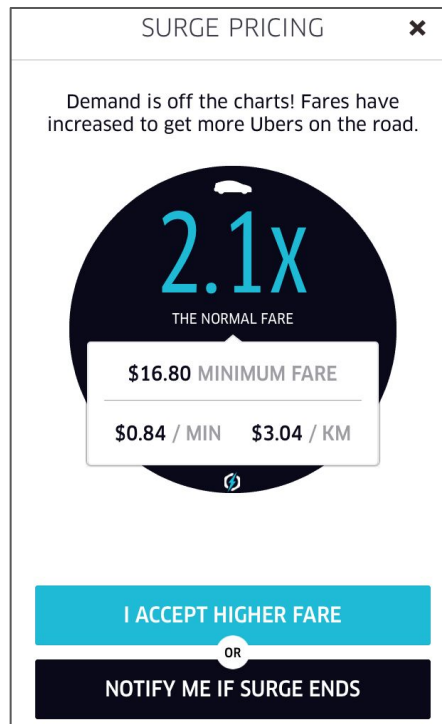 SURGE PRICING
Demand is off the charts! Fares have
increased to get more Ubers on the road.
2.1x
THE NORMAL FARE
$16.80 MINIMUM FARE
$0.84 / MIN $3.04 / KM
I ACCEPT HIGHER FARE
OR
NOTIFY ME IF SURGE ENDS